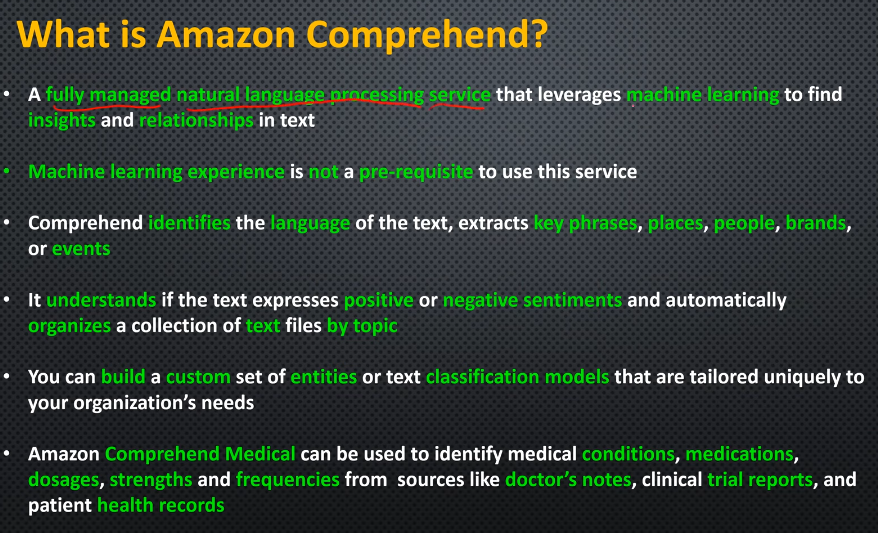 What is Amazon Comprehend?
• A fully managed natural language processing service that leverages machine learning to find
insights and relationships in text
• Machine learning experience is not a pre-requisite to use this service
• Comprehend identifies the language of the text, extracts key phrases, places, people, brands,
or events
• It understands if the text expresses positive or negative sentiments and automatically
organizes a collection of text files by topic
• You can build a custom set of entities or text classification models that are tailored uniquely to
your organization's needs
• Amazon Comprehend Medical can be used to identify medical conditions, medications,
dosages, strengths and frequencies from sources like doctor's notes, clinical trial reports, and
patient health records